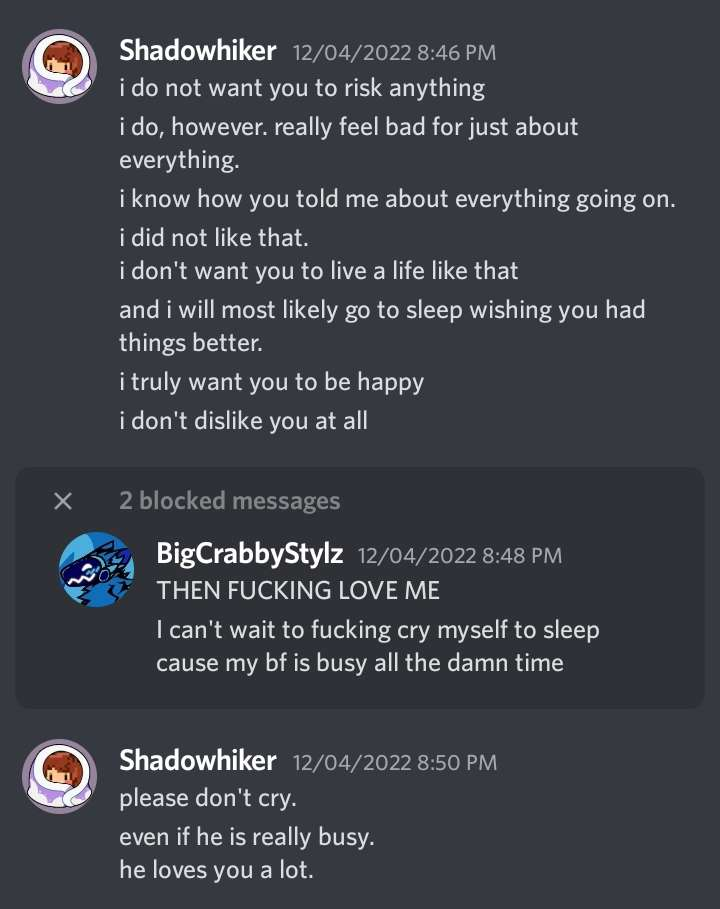 Shadowhiker 12/04/2022 8:46 PM
i do not want you to risk anything
i do, however. really feel bad for just about
everything.
i know how you told me about everything going on.
i did not like that.
i don't want you to live a life like that
and i will most likely go to sleep wishing you had
things better.
i truly want you to be happy
i don't dislike you at all
2 blocked messages
BigCrabbyStylz 12/04/2022 8:48 PM
THEN FUCKING LOVE ME
I can't wait to fucking cry myself to sleep
cause my bf is busy all the damn time
Shadowhiker 12/04/2022 8:50 PM
please don't cry.
even if he is really busy.
he loves you a lot.